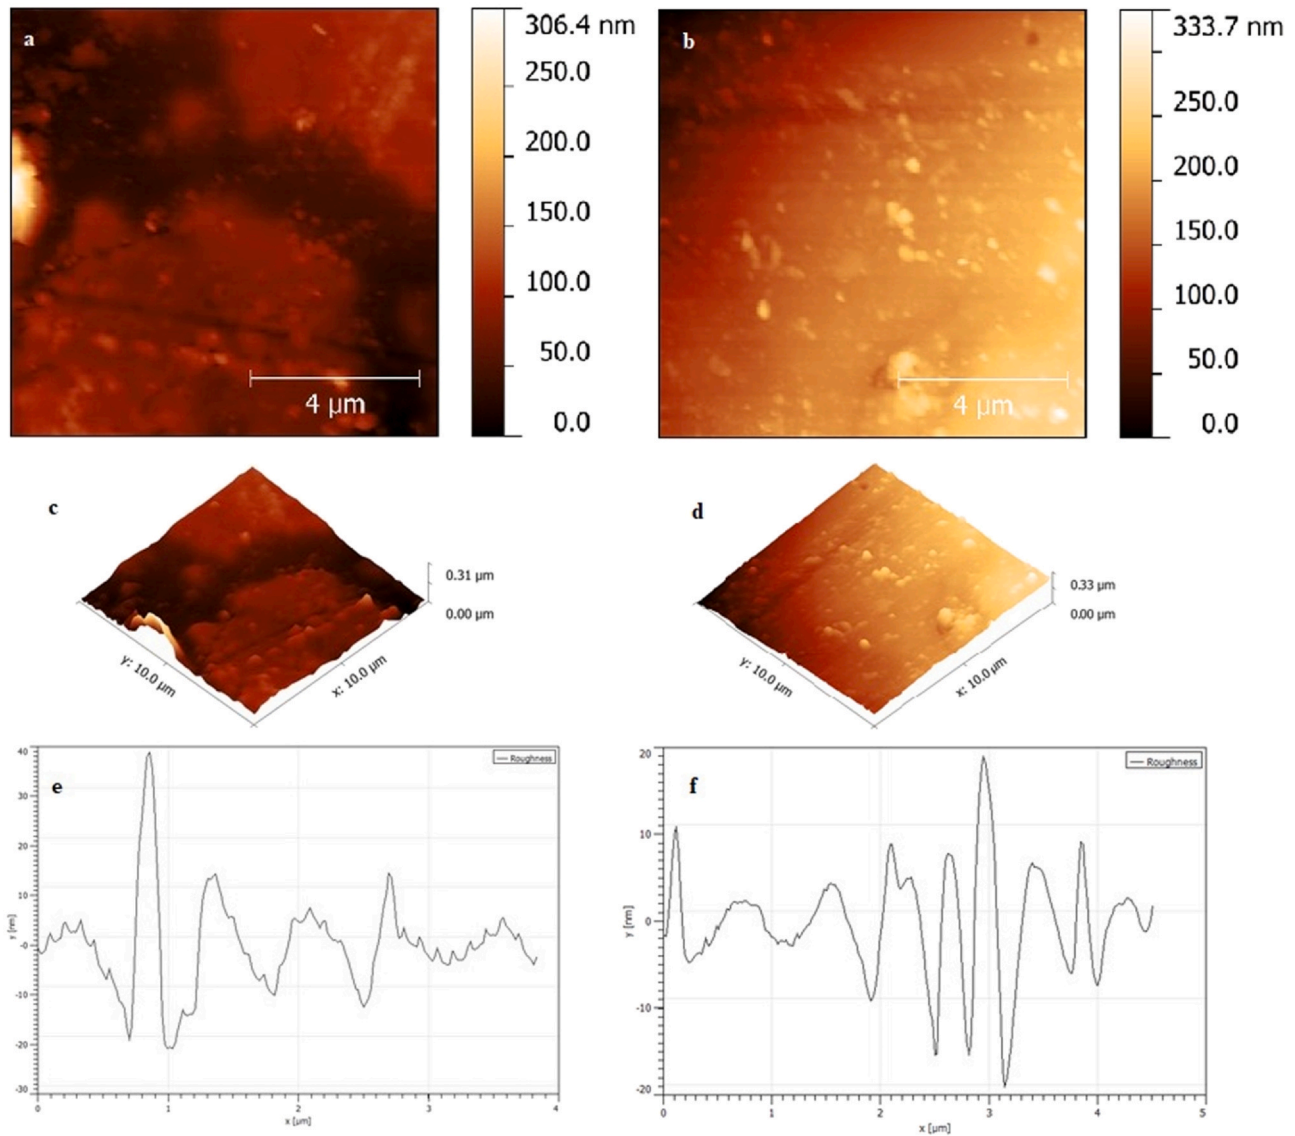 a
306.4 nm
250.0
200.0
150.0
100.0
50.0
0.0
4 µm
b
333.7 nm
250.0
200.0
150.0
100.0
50.0
0.0
4 µm
c
0.31 µm
0.00 µm
y: 10.0 µm
x: 10.0 µm
d
0.33 µm
0.00 µm
y: 10.0 µm
x: 10.0 µm
e
Roughness
40
30
20
10
-0
-10
-20
-30
y [nm]
0 1 2 3 4
x [µm]
f
Roughness
20
10
0
-10
-20
y [nm]
0 1 2 3 4 5
x [µm]